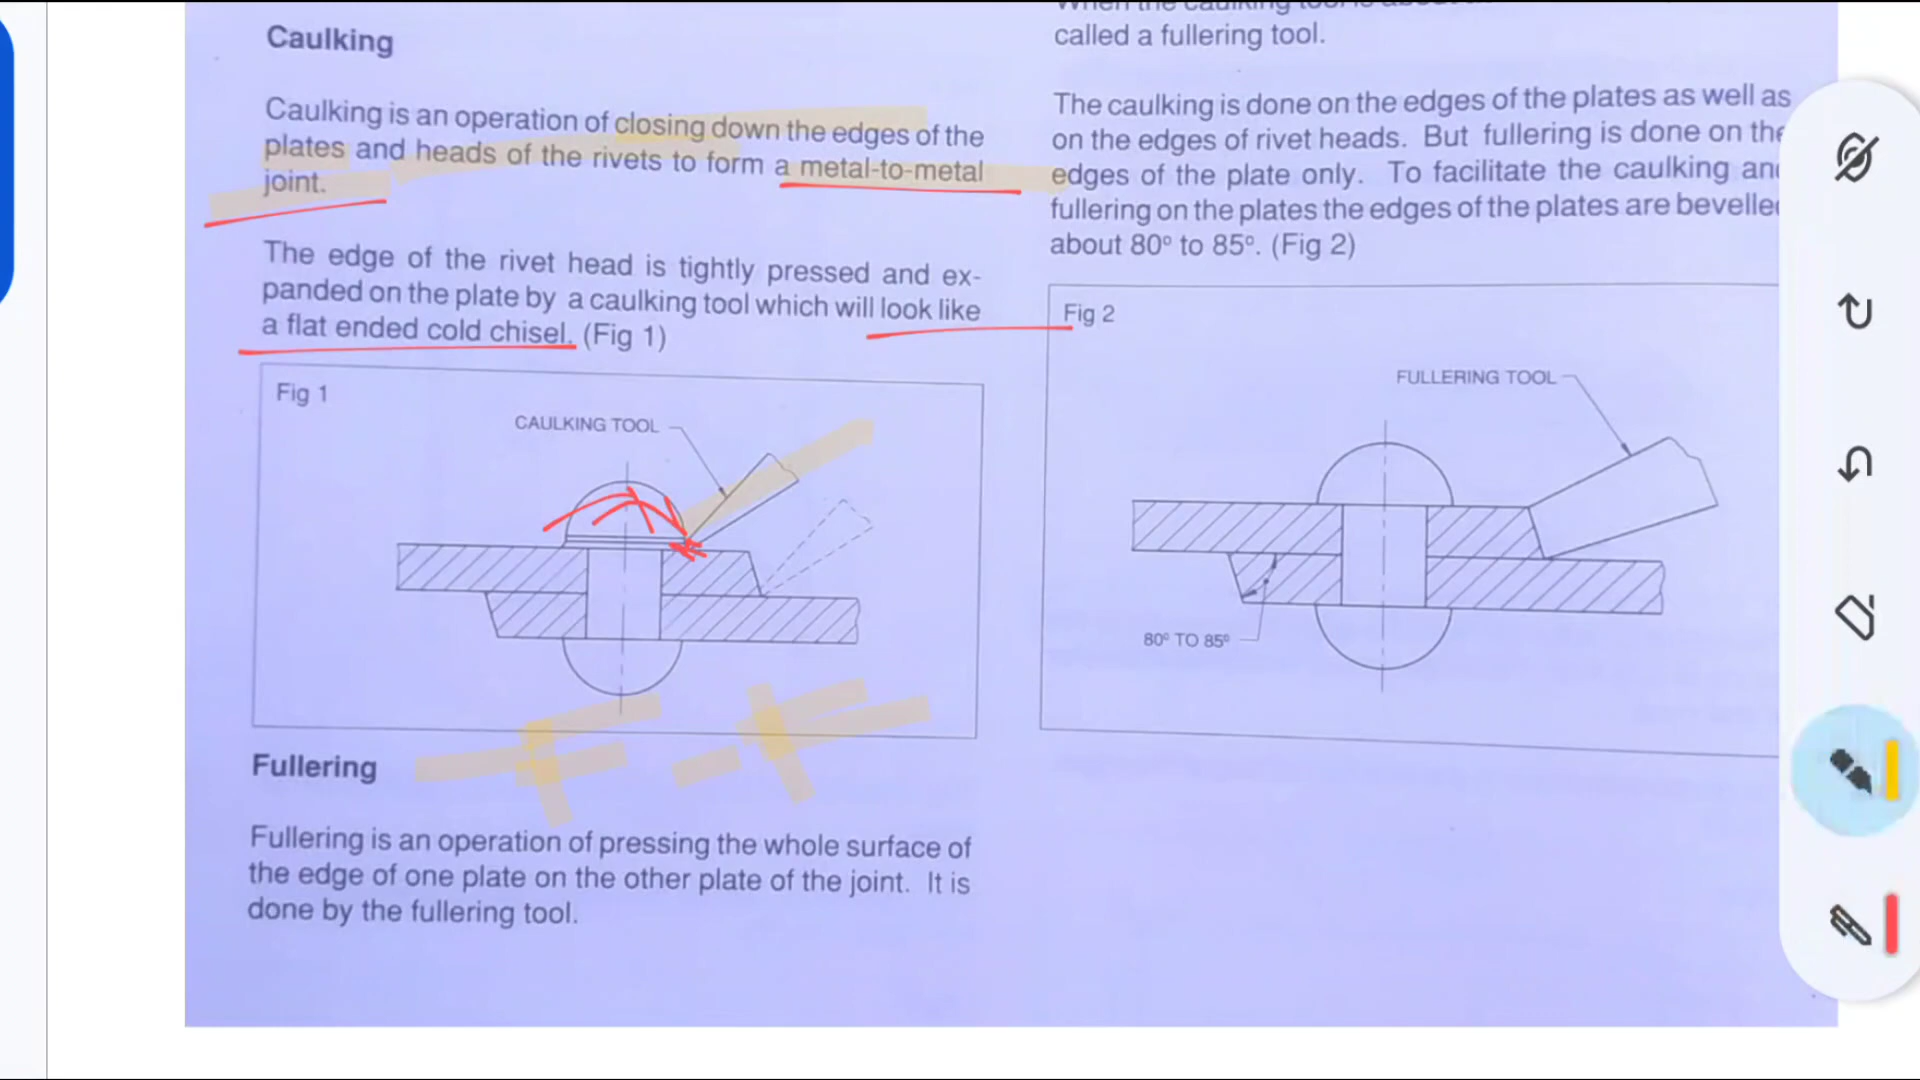 Caulking
Caulking is an operation of closing down the edges of the
plates and heads of the rivets to form a metal-to-metal
joint.
The edge of the rivet head is tightly pressed and ex-
panded on the plate by a caulking tool which will look like
a flat ended cold chisel. (Fig 1)
Fig 1
CAULKING TOOL
Fullering
Fullering is an operation of pressing the whole surface of
the edge of one plate on the other plate of the joint. It is
done by the fullering tool.
When the caulking tool is
called a fullering tool.
The caulking is done on the edges of the plates as well as
on the edges of rivet heads. But fullering is done on the
edges of the plate only. To facilitate the caulking an
fullering on the plates the edges of the plates are bevelle
about 80° to 85°. (Fig 2)
Fig 2
FULLERING TOOL
80° TO 85°